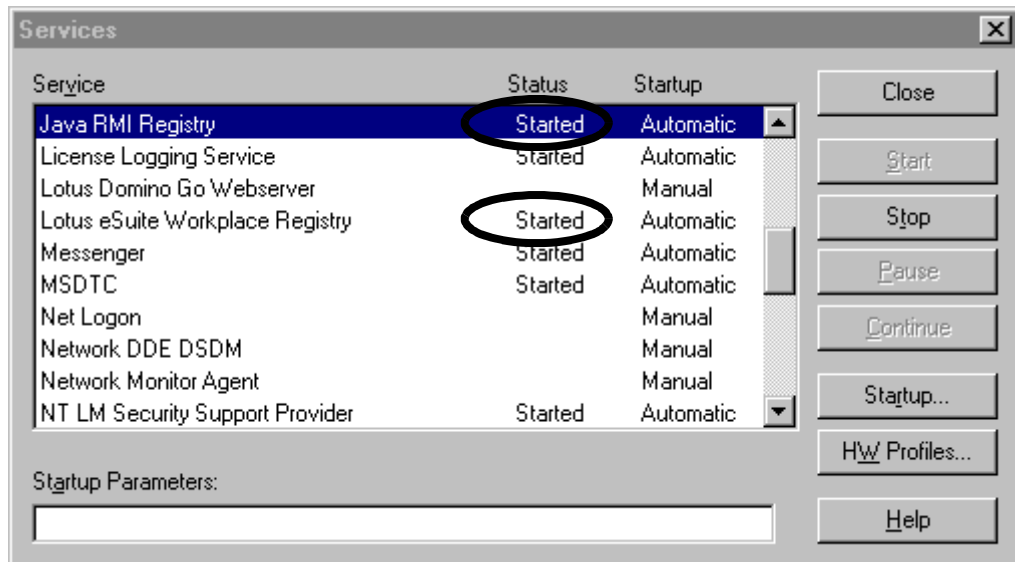 Services
Service Status Startup
Java RMI Registry Started Automatic
License Logging Service Started Automatic
Lotus Domino Go Webserver Manual
Lotus eSuite Workplace Registry Started Automatic
Messenger Started Automatic
MSDTC Started Automatic
Net Logon Manual
Network DDE DSDM Manual
Network Monitor Agent Manual
NT LM Security Support Provider Started Automatic
Startup Parameters:
Close
Start
Stop
Pause
Continue
Startup...
HW Profiles...
Help